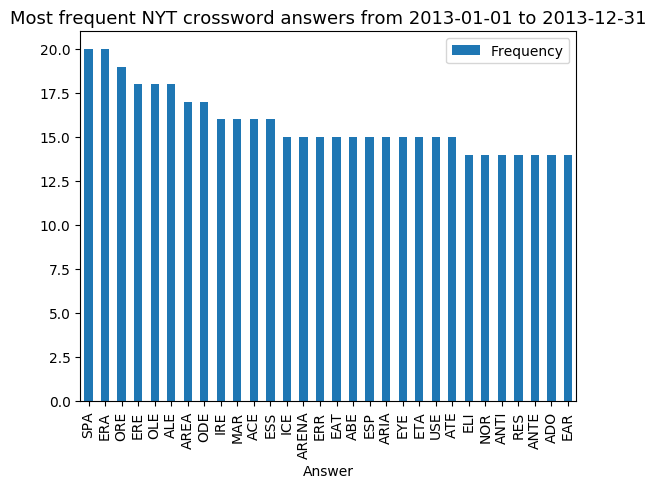 Most frequent NYT crossword answers from 2013-01-01 to 2013-12-31
Frequency
20.0
17.5
15.0
12.5
10.0
7.5
5.0
2.5
0.0
SPA
ERA
ORE
ERE
OLE
ALE
AREA
ODE
IRE
MAR
ACE
ESS
ICE
ARENA
ERR
EAT
ABE
ESP
ARIA
EYE
ETA
USE
ATE
ELI
NOR
ANTI
RES
ANTE
ADO
EAR
Answer